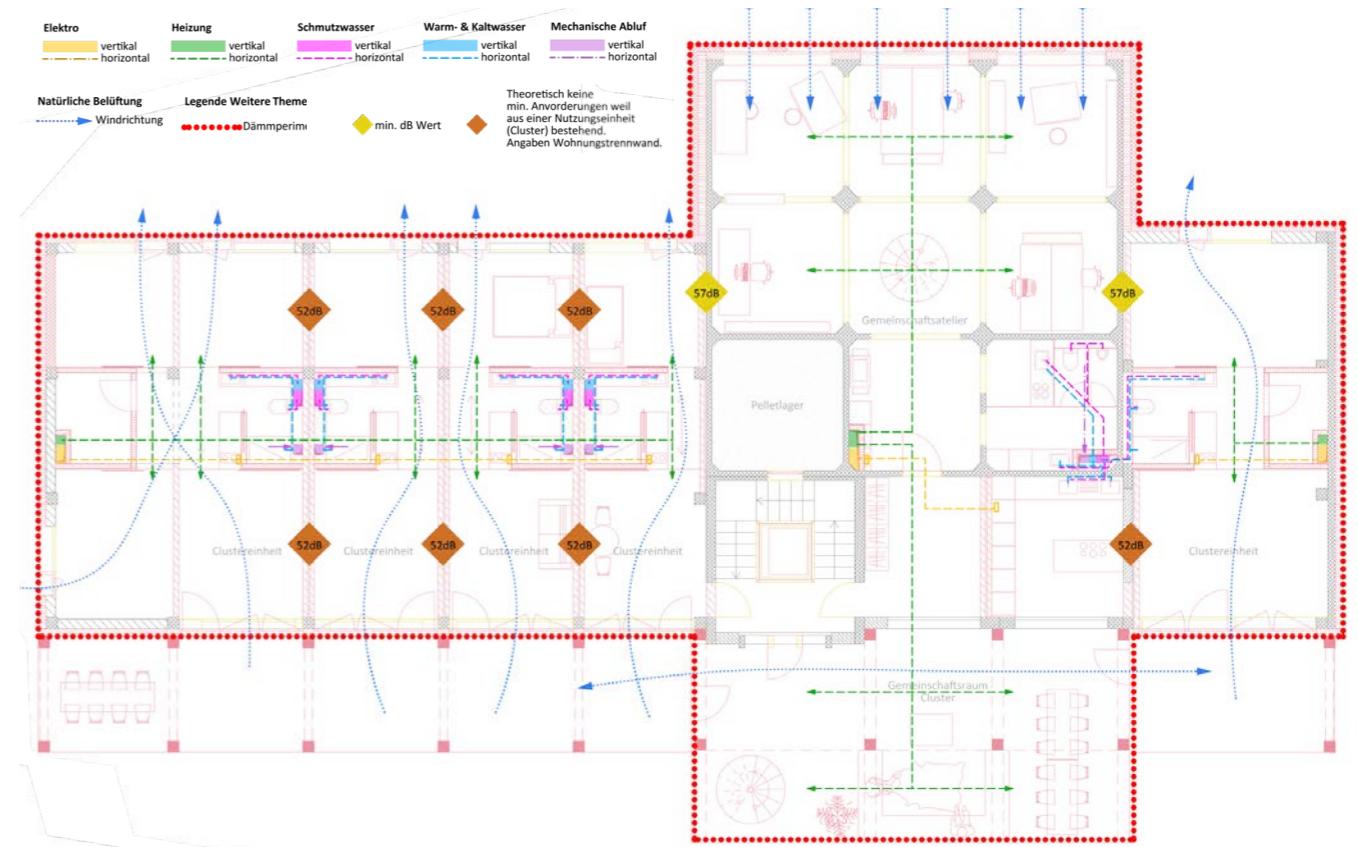 Elektro
vertikal
horizontal
Heizung
vertikal
horizontal
Schmutzwasser
vertikal
horizontal
Warm- & Kaltwasser
vertikal
horizontal
Mechanische Abluf
vertikal
horizontal
Natürliche Belüftung
Windrichtung
Legende Weitere Theme
Dämmperim
min. dB Wert
Theoretisch keine
min. Anvorderungen weil
aus einer Nutzungseinheit
(Cluster) bestehend.
Angaben Wohnungstrennwand.
52dB 52dB 52dB 57dB 57dB
Gemeinschaftsatelier
Pelletlager
52dB 52dB 52dB 52dB
Clustereinheit Clustereinheit Clustereinheit Clustereinheit Clustereinheit
Gemeinschaftsraum
Cluster